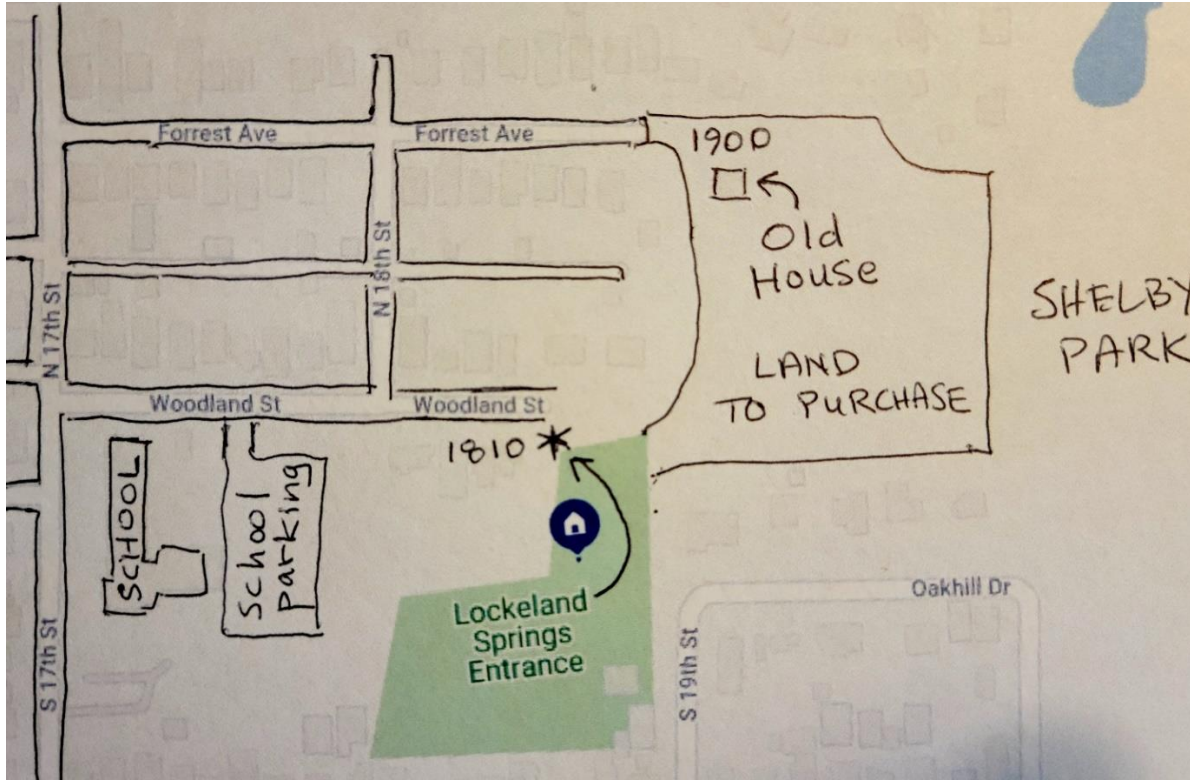 Forrest Ave
Forrest Ave
1900
Old
House
N 18th St
N 17th St
SHELBY
PARK
LAND
TO PURCHASE
Woodland St
Woodland St
1810
SCHOOL
School
parking
Lockeland
Springs
Entrance
Oakhill Dr
S 17th St
S 19th St